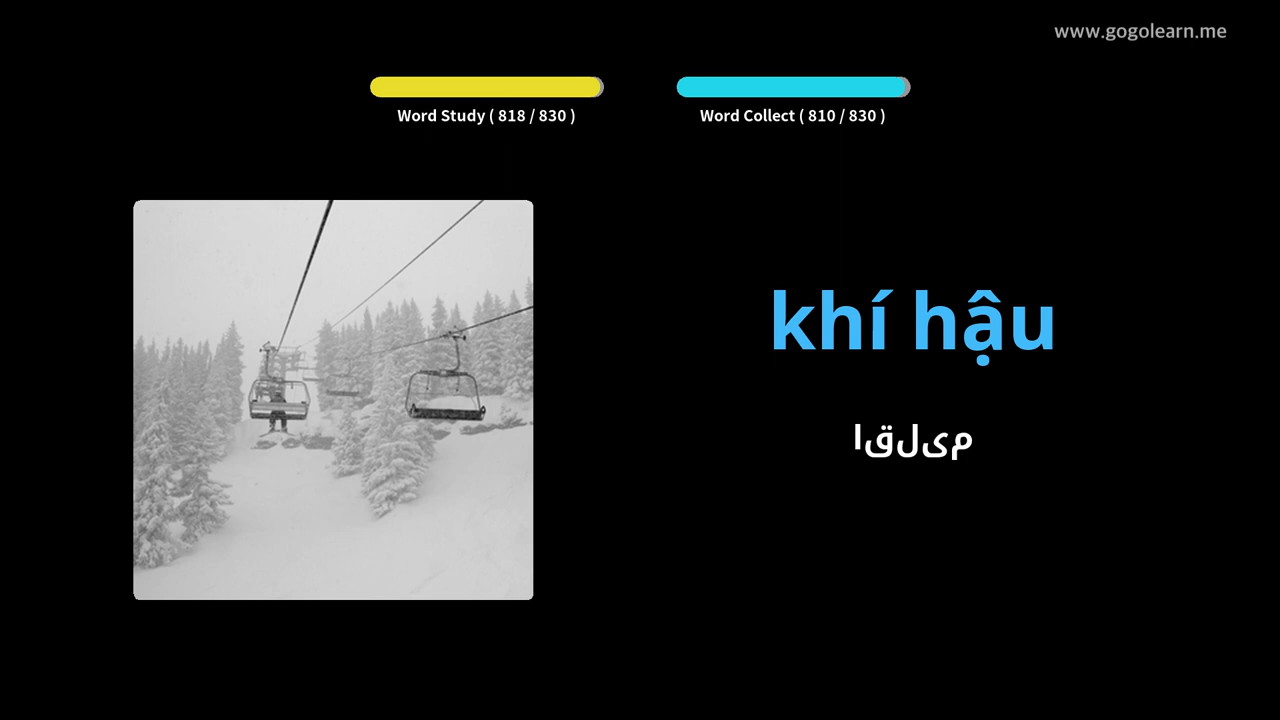 www.gogolearn.me
Word Study ( 818 / 830 )
Word Collect ( 810 / 830 )
khí hậu
اقلیم